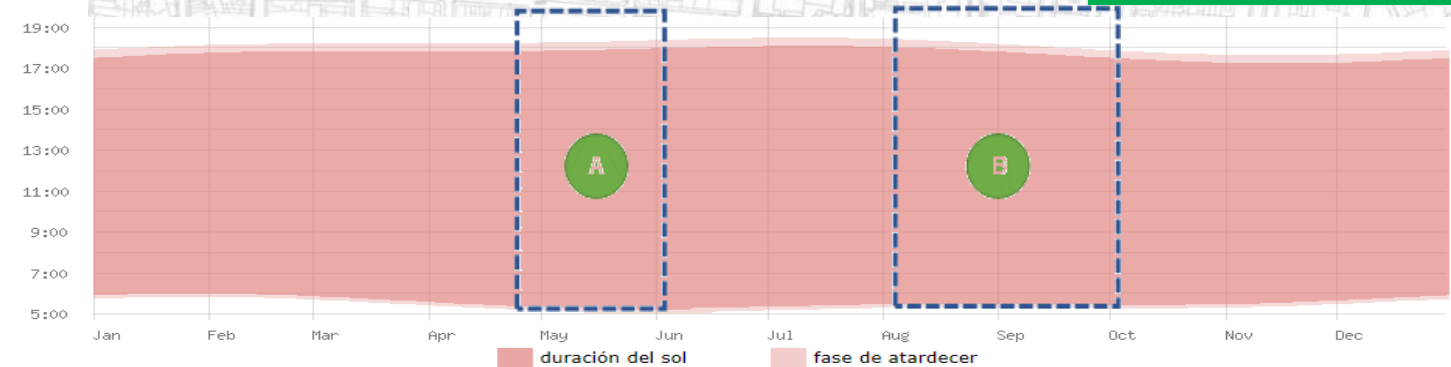 19:00
17:00
15:00
13:00
11:00
9:00
7:00
5:00
A
B
Jan Feb Mar Apr May Jun Jul Aug Sep Oct Nov Dec
duración del sol fase de atardecer